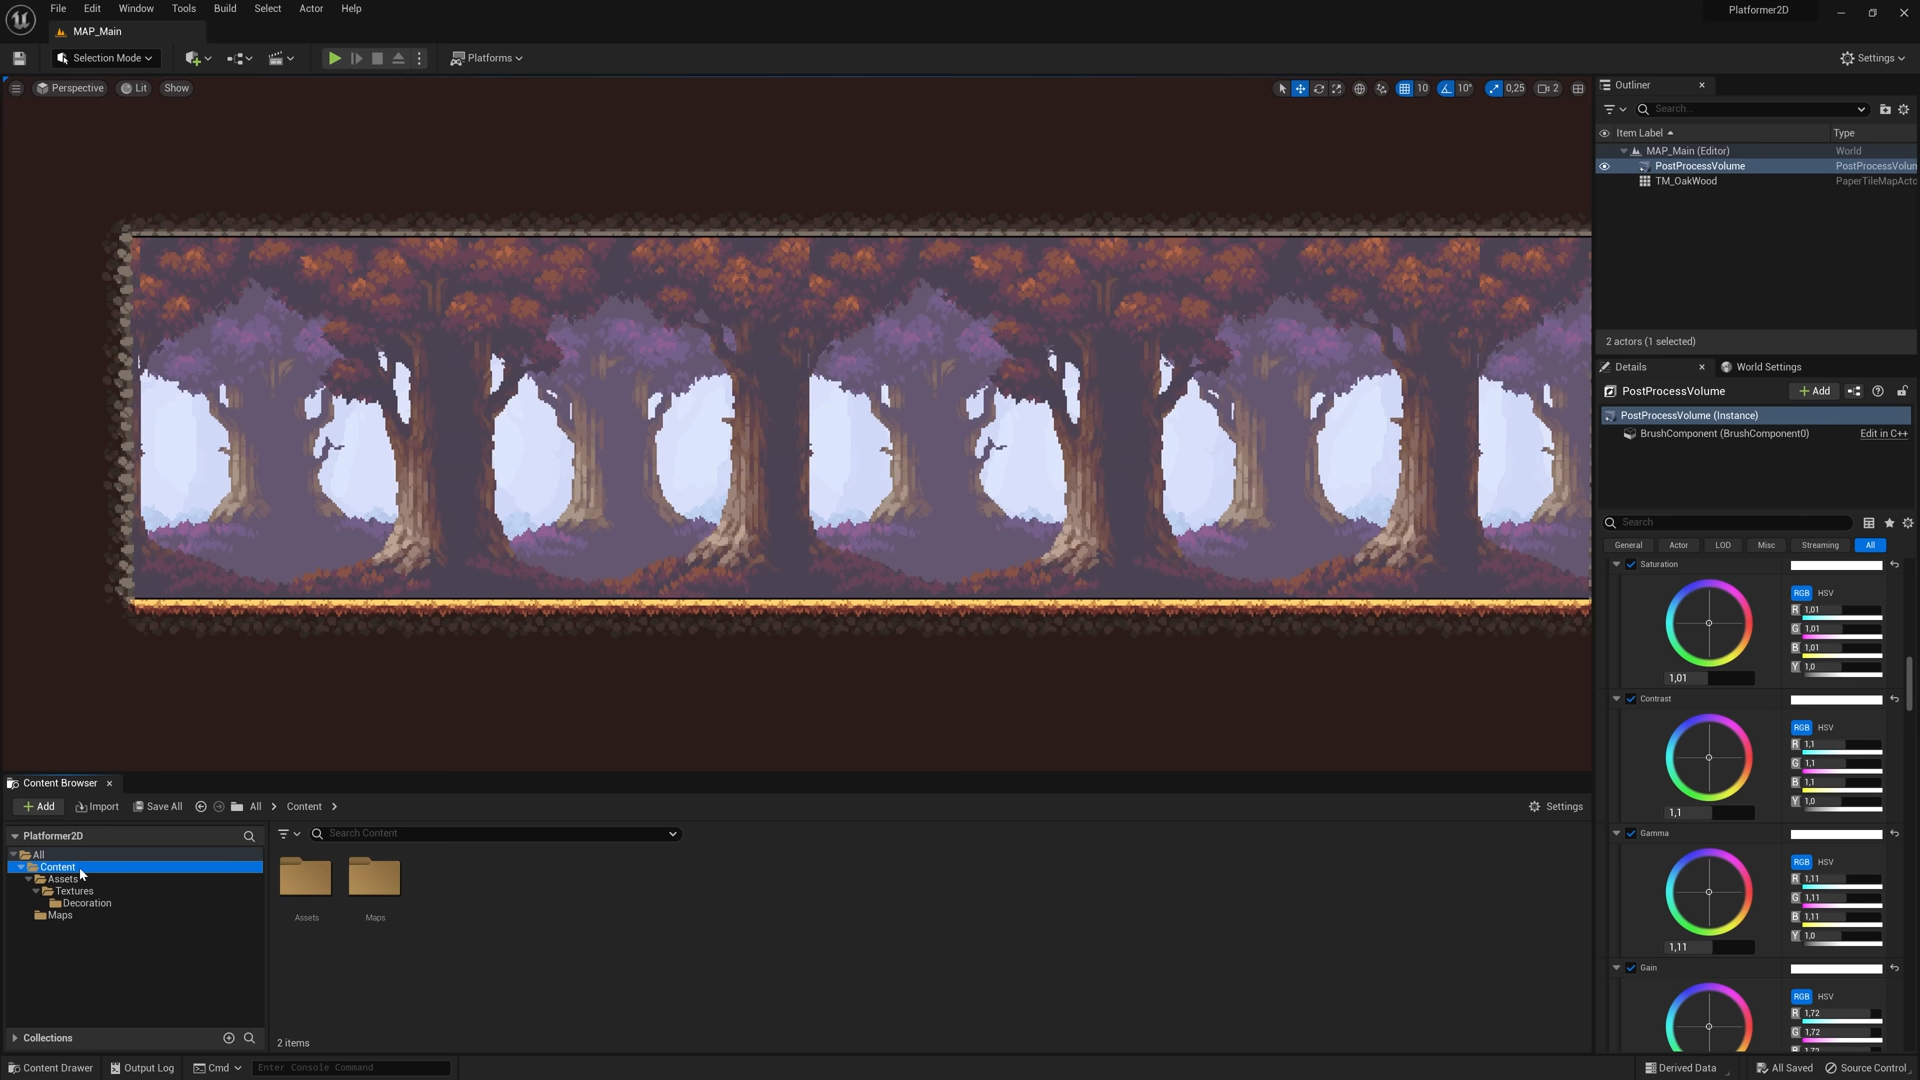 File Edit Window Tools Build Select Actor Help
Platformer2D
MAP_Main
Selection Mode
Platforms
Settings
Perspective
Lit
Show
10
10°
0,25
2
Outliner
Search...
Item Label
Type
MAP_Main (Editor)
World
PostProcessVolume
PostProcessVolun
TM_OakWood
PaperTileMapActo
2 actors (1 selected)
Details
World Settings
PostProcessVolume
Add
PostProcessVolume (Instance)
BrushComponent (BrushComponent0)
Edit in C++
Search
General
Actor
LOD
Misc
Streaming
All
Saturation
RGB HSV
R 1,01
G 1,01
B 1,01
Y 1,0
1,01
Contrast
RGB HSV
R 1,1
G 1,1
B 1,1
Y 1,0
1,1
Gamma
RGB HSV
R 1,11
G 1,11
B 1,11
Y 1,0
1,11
Gain
RGB HSV
R 1,72
G 1,72
B 1,72
Content Browser
Add
Import
Save All
All
Content
Settings
Platformer2D
Search Content
All
Content
Assets
Textures
Decoration
Maps
Assets
Maps
Collections
2 items
Content Drawer
Output Log
Cmd
Enter Console Command
Derived Data
All Saved
Source Control